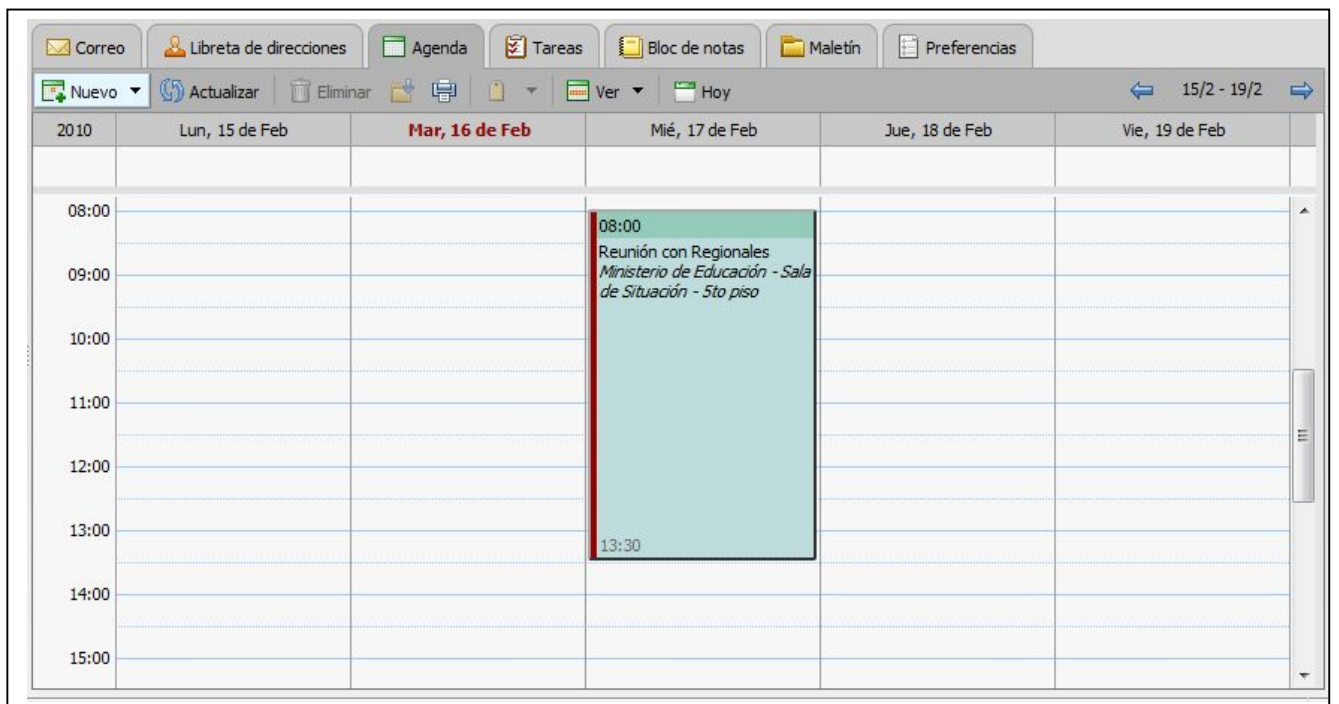 Correo Libreta de direcciones Agenda Tareas Bloc de notas Maletín Preferencias
Nuevo Actualizar Eliminar Ver Hoy 15/2 - 19/2
2010 Lun, 15 de Feb Mar, 16 de Feb Mié, 17 de Feb Jue, 18 de Feb Vie, 19 de Feb
08:00
08:00
Reunión con Regionales
Ministerio de Educación - Sala
de Situación - 5to piso
13:30
09:00
10:00
11:00
12:00
13:00
14:00
15:00